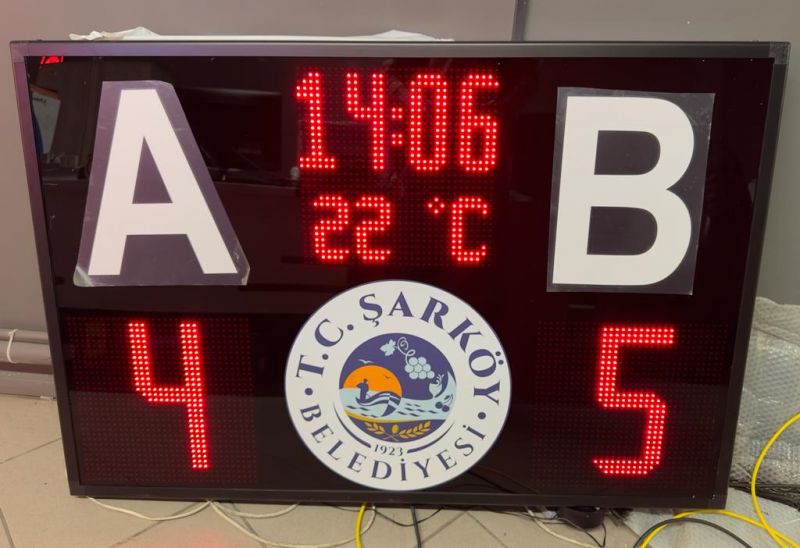 14:06
A
B
22 °C
4
5
T.C. ŞARKÖY
BELEDİYESİ
1923